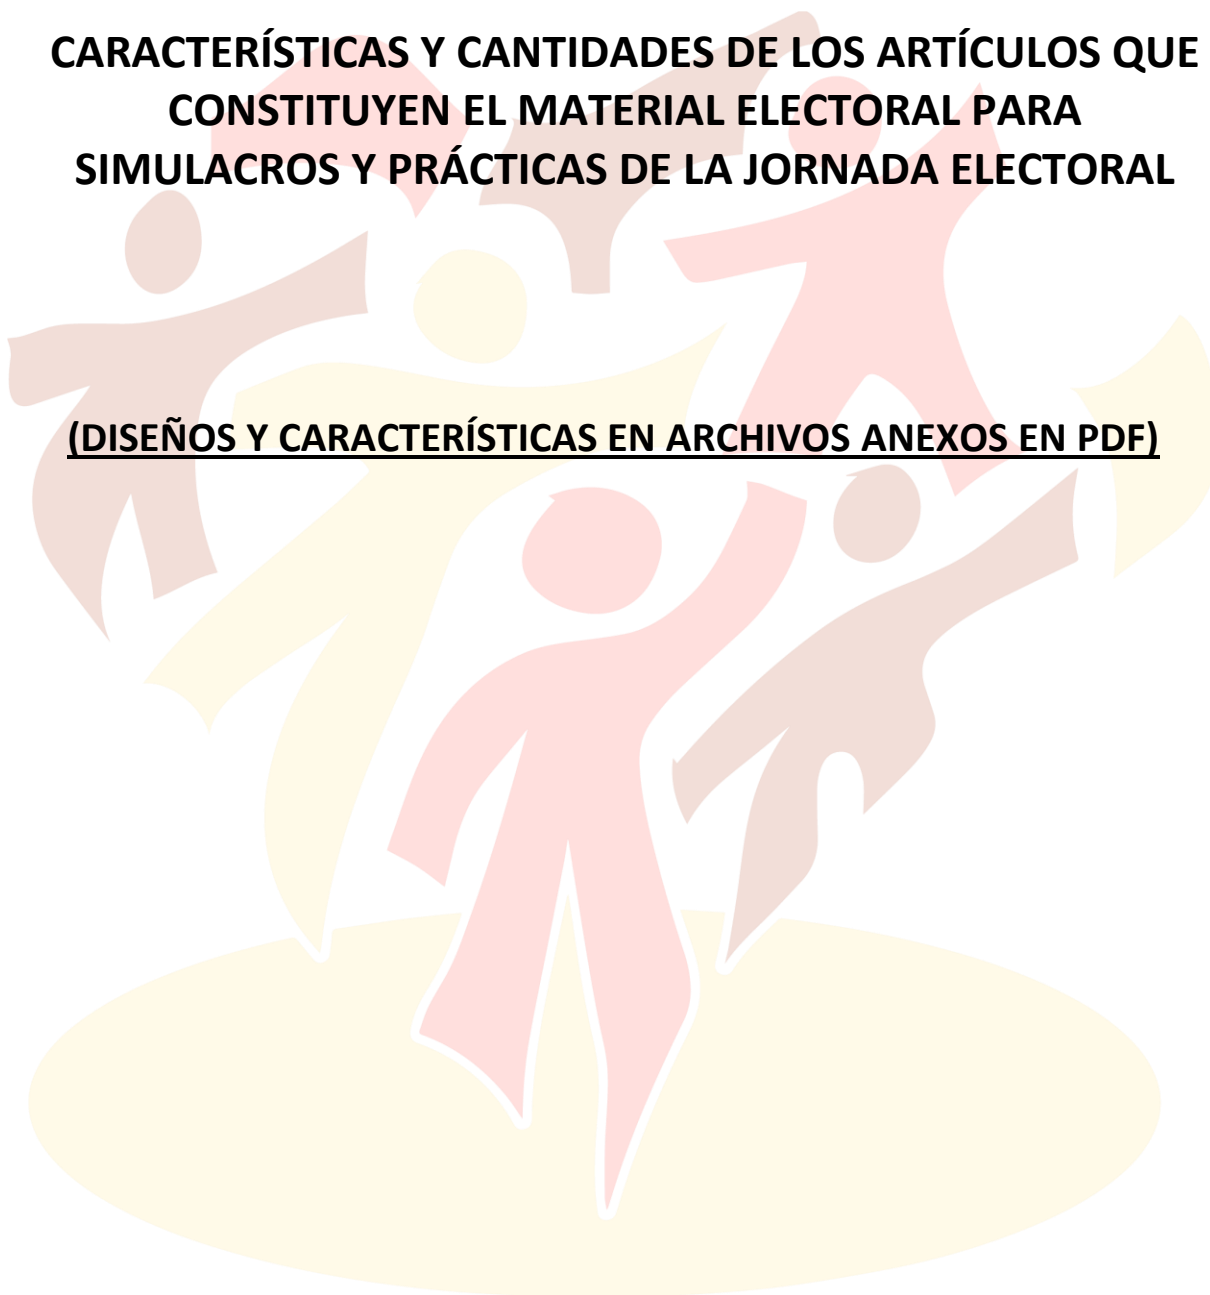 CARACTERÍSTICAS Y CANTIDADES DE LOS ARTÍCULOS QUE
CONSTITUYEN EL MATERIAL ELECTORAL PARA
SIMULACROS Y PRÁCTICAS DE LA JORNADA ELECTORAL
(DISEÑOS Y CARACTERÍSTICAS EN ARCHIVOS ANEXOS EN PDF)